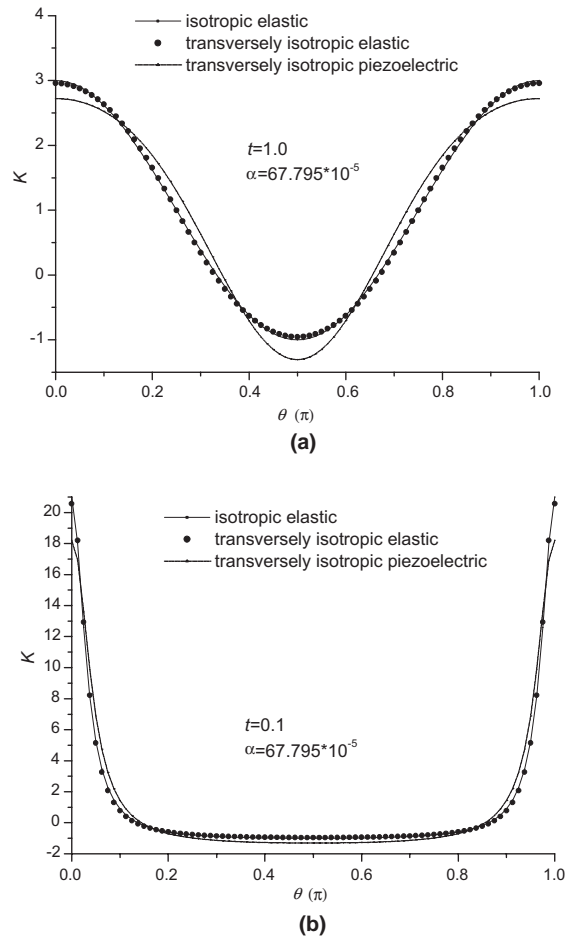 4
3
2
1
0
-1
K
isotropic elastic
transversely isotropic elastic
transversely isotropic piezoelectric
t=1.0
α=67.795*10-5
0.0 0.2 0.4 0.6 0.8 1.0
θ (π)
(a)
20
18
16
14
12
10
8
6
4
2
0
-2
K
isotropic elastic
transversely isotropic elastic
transversely isotropic piezoelectric
t=0.1
α=67.795*10-5
0.0 0.2 0.4 0.6 0.8 1.0
θ (π)
(b)